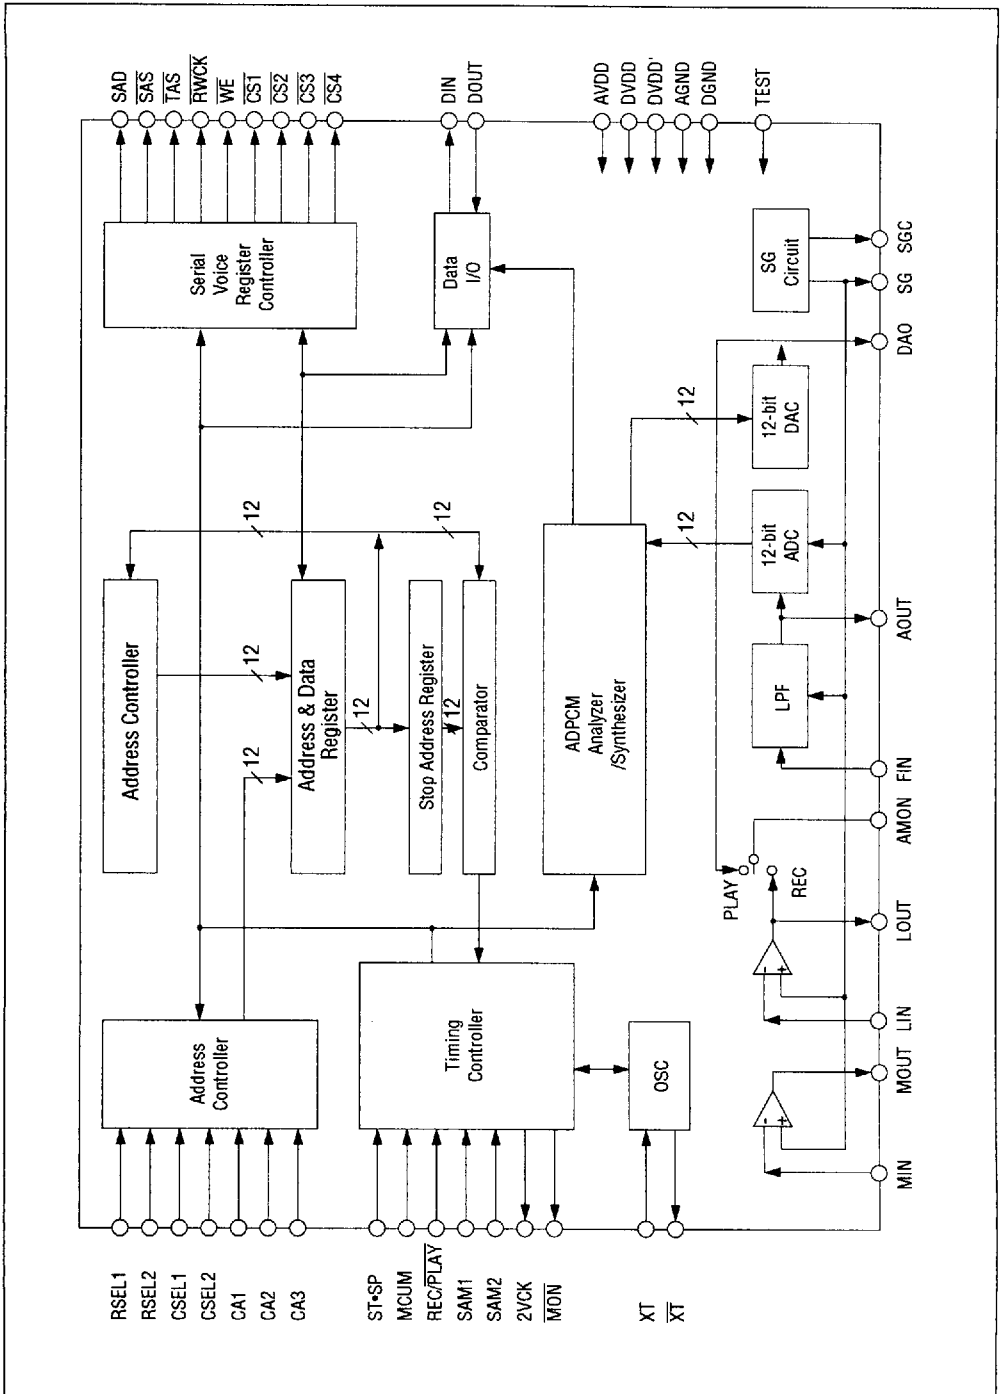 SAD
SAS
TAS
RWCK
WE
CS1
CS2
CS3
CS4
DIN
DOUT
AVDD
DVDD
DVDD'
AGND
DGND
TEST
Serial
Voice
Register
Controller
Data
I/O
SG
Circuit
SGC
SG
DAO
12-bit
DAC
12
12
12
12
12-bit
ADC
AOUT
LPF
FIN
AMON
PLAY
REC
LOUT
LIN
MOUT
MIN
-
+
-
+
Address Controller
12
12
Address & Data
Register
12
Stop Address Register
12
Comparator
ADPCM
Analyzer
/Synthesizer
Address
Controller
Timing
Controller
OSC
RSEL1
RSEL2
CSEL1
CSEL2
CA1
CA2
CA3
ST•SP
MCUM
REC/PLAY
SAM1
SAM2
2VCK
MON
XT
XT